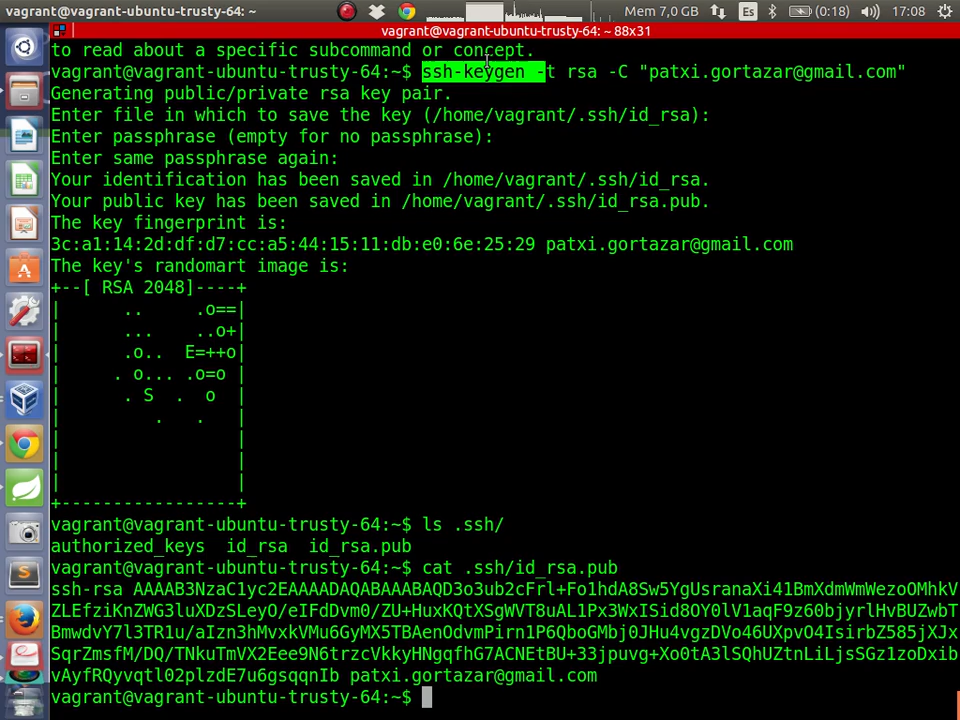 vagrant@vagrant-ubuntu-trusty-64: ~
Mem 7,0 GB
Es
(0:18)
17:08
vagrant@vagrant-ubuntu-trusty-64: ~ 88x31
to read about a specific subcommand or concept.
vagrant@vagrant-ubuntu-trusty-64:~$ ssh-keygen -t rsa -C "patxi.gortazar@gmail.com"
Generating public/private rsa key pair.
Enter file in which to save the key (/home/vagrant/.ssh/id_rsa):
Enter passphrase (empty for no passphrase):
Enter same passphrase again:
Your identification has been saved in /home/vagrant/.ssh/id_rsa.
Your public key has been saved in /home/vagrant/.ssh/id_rsa.pub.
The key fingerprint is:
3c:a1:14:2d:df:d7:cc:a5:44:15:11:db:e0:6e:25:29 patxi.gortazar@gmail.com
The key's randomart image is:
+--[ RSA 2048]----+
|      ..     .o==|
|      ...    ..o+|
|      .o..  E=++o|
|     . o... .o=o |
|      . S  .  o  |
|         .   .   |
|                 |
|                 |
|                 |
+-----------------+
vagrant@vagrant-ubuntu-trusty-64:~$ ls .ssh/
authorized_keys  id_rsa  id_rsa.pub
vagrant@vagrant-ubuntu-trusty-64:~$ cat .ssh/id_rsa.pub
ssh-rsa AAAAB3NzaC1yc2EAAAADAQABAAABAQD3o3ub2cFrl+Fo1hdA8Sw5YgUsranaXi41BmXdmWmWezoOMhkV
ZLEfziKnZWG3luXDzSLeyO/eIFdDvm0/ZU+HuxKQtXSgWVT8uAL1Px3WxISid8OY0lV1aqF9z60bjyrlHvBUZwbT
BmwdvY7l3TR1u/aIzn3hMvxkVMu6GyMX5TBAenOdvmPirn1P6QboGMbj0JHu4vgzDVo46UXpvO4IsirbZ585jXJx
SqrZmsfM/DQ/TNkuTmVX2Eee9N6trzcVkkyHNgqfhG7ACNEtBU+33jpuvg+Xo0tA3lSQhUZtnLiLjsSGz1zoDxib
vAyfRQyvqtl02plzdE7u6gsqqnIb patxi.gortazar@gmail.com
vagrant@vagrant-ubuntu-trusty-64:~$